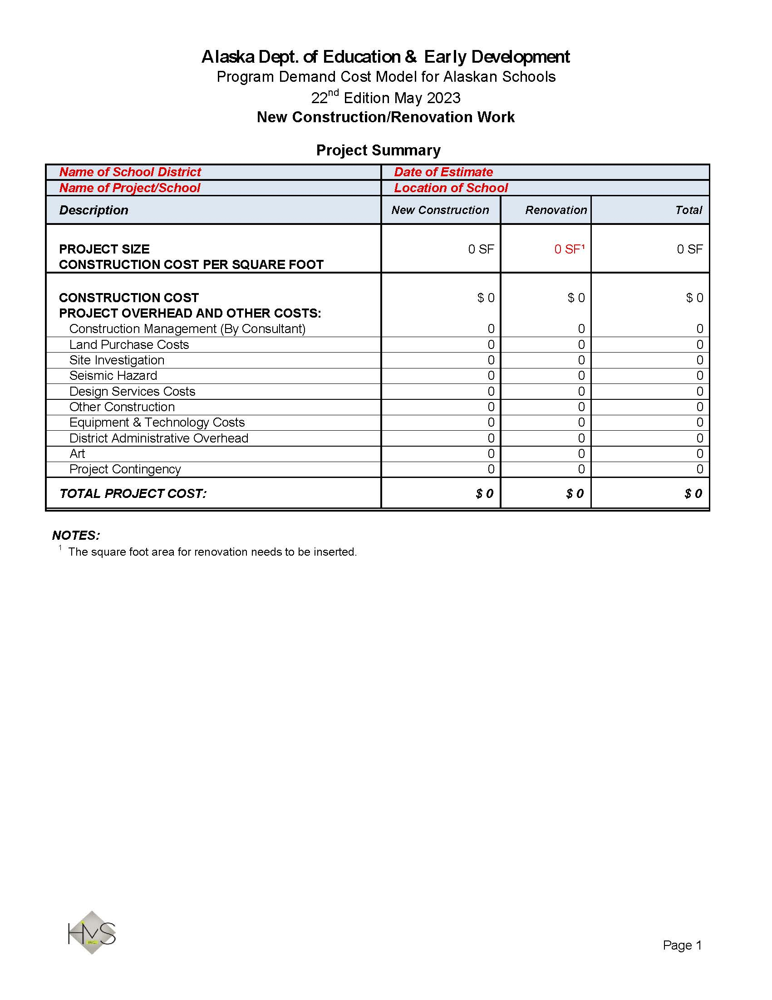 Alaska Dept. of Education & Early Development
Program Demand Cost Model for Alaskan Schools
22nd Edition May 2023
New Construction/Renovation Work
Project Summary
Name of School District Date of Estimate
Name of Project/School Location of School
Description New Construction Renovation Total
PROJECT SIZE 0 SF 0 SF¹ 0 SF
CONSTRUCTION COST PER SQUARE FOOT
CONSTRUCTION COST $ 0 $ 0 $ 0
PROJECT OVERHEAD AND OTHER COSTS:
Construction Management (By Consultant) 0 0 0
Land Purchase Costs 0 0 0
Site Investigation 0 0 0
Seismic Hazard 0 0 0
Design Services Costs 0 0 0
Other Construction 0 0 0
Equipment & Technology Costs 0 0 0
District Administrative Overhead 0 0 0
Art 0 0 0
Project Contingency 0 0 0
TOTAL PROJECT COST: $ 0 $ 0 $ 0
NOTES:
1 The square foot area for renovation needs to be inserted.
HMS
INC.
Page 1